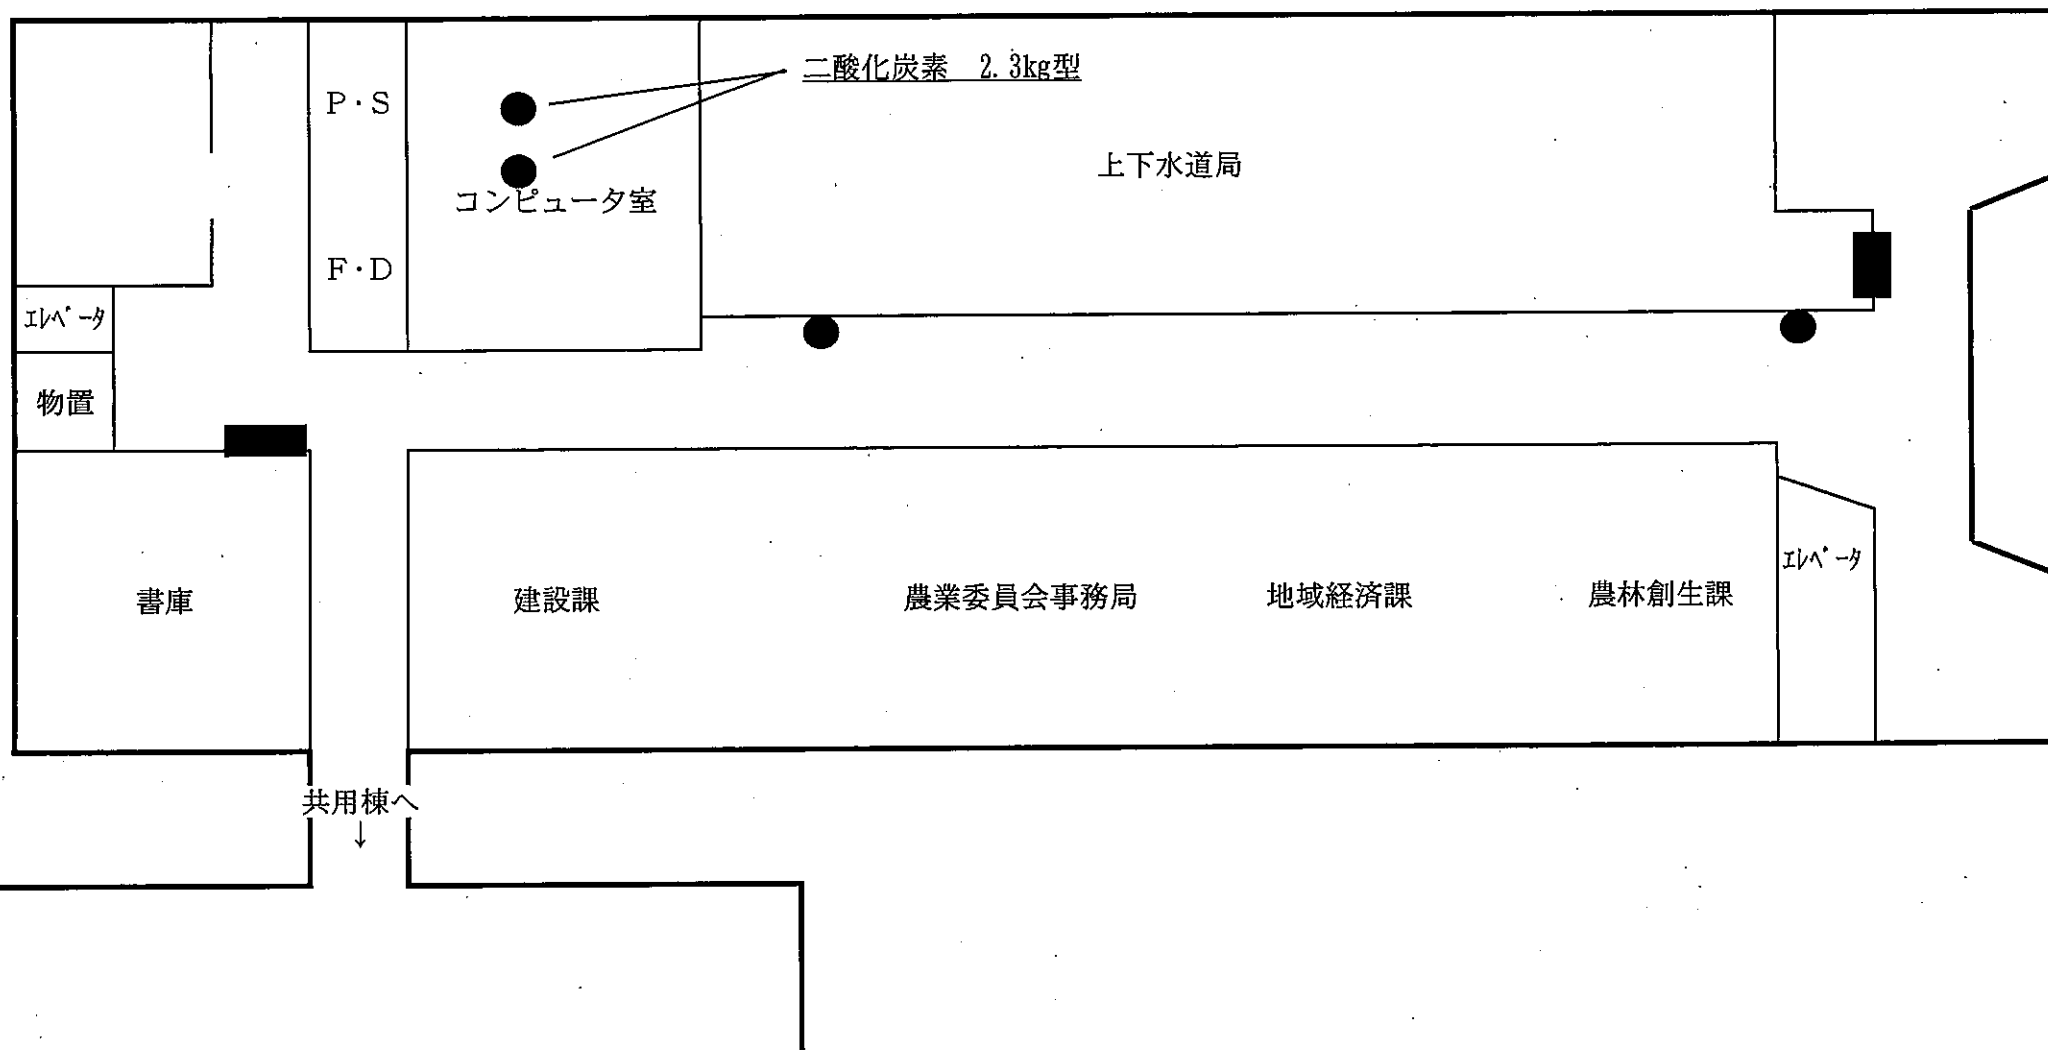 二酸化炭素　2.3kg型
P・S
上下水道局
コンピュータ室
F・D
ｴﾚﾍﾞｰﾀ
物置
ｴﾚﾍﾞｰﾀ
書庫
建設課
農業委員会事務局
地域経済課
農林創生課
共用棟へ
↓